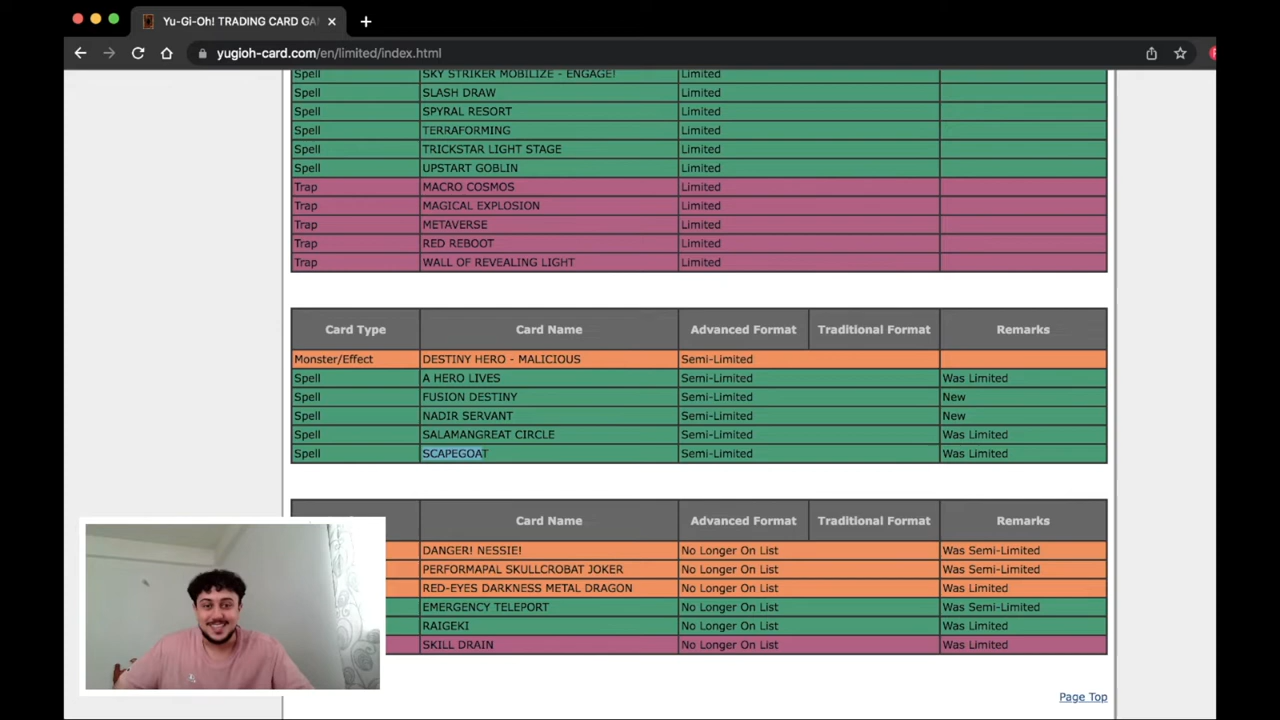 Yu-Gi-Oh! TRADING CARD GA
yugioh-card.com/en/limited/index.html
Spell SKY STRIKER MOBILIZE - ENGAGE! Limited
Spell SLASH DRAW Limited
Spell SPYRAL RESORT Limited
Spell TERRAFORMING Limited
Spell TRICKSTAR LIGHT STAGE Limited
Spell UPSTART GOBLIN Limited
Trap MACRO COSMOS Limited
Trap MAGICAL EXPLOSION Limited
Trap METAVERSE Limited
Trap RED REBOOT Limited
Trap WALL OF REVEALING LIGHT Limited
Card Type Card Name Advanced Format Traditional Format Remarks
Monster/Effect DESTINY HERO - MALICIOUS Semi-Limited
Spell A HERO LIVES Semi-Limited Was Limited
Spell FUSION DESTINY Semi-Limited New
Spell NADIR SERVANT Semi-Limited New
Spell SALAMANGREAT CIRCLE Semi-Limited Was Limited
Spell SCAPEGOAT Semi-Limited Was Limited
Card Name Advanced Format Traditional Format Remarks
DANGER! NESSIE! No Longer On List Was Semi-Limited
PERFORMAPAL SKULLCROBAT JOKER No Longer On List Was Semi-Limited
RED-EYES DARKNESS METAL DRAGON No Longer On List Was Limited
EMERGENCY TELEPORT No Longer On List Was Semi-Limited
RAIGEKI No Longer On List Was Limited
SKILL DRAIN No Longer On List Was Limited
Page Top